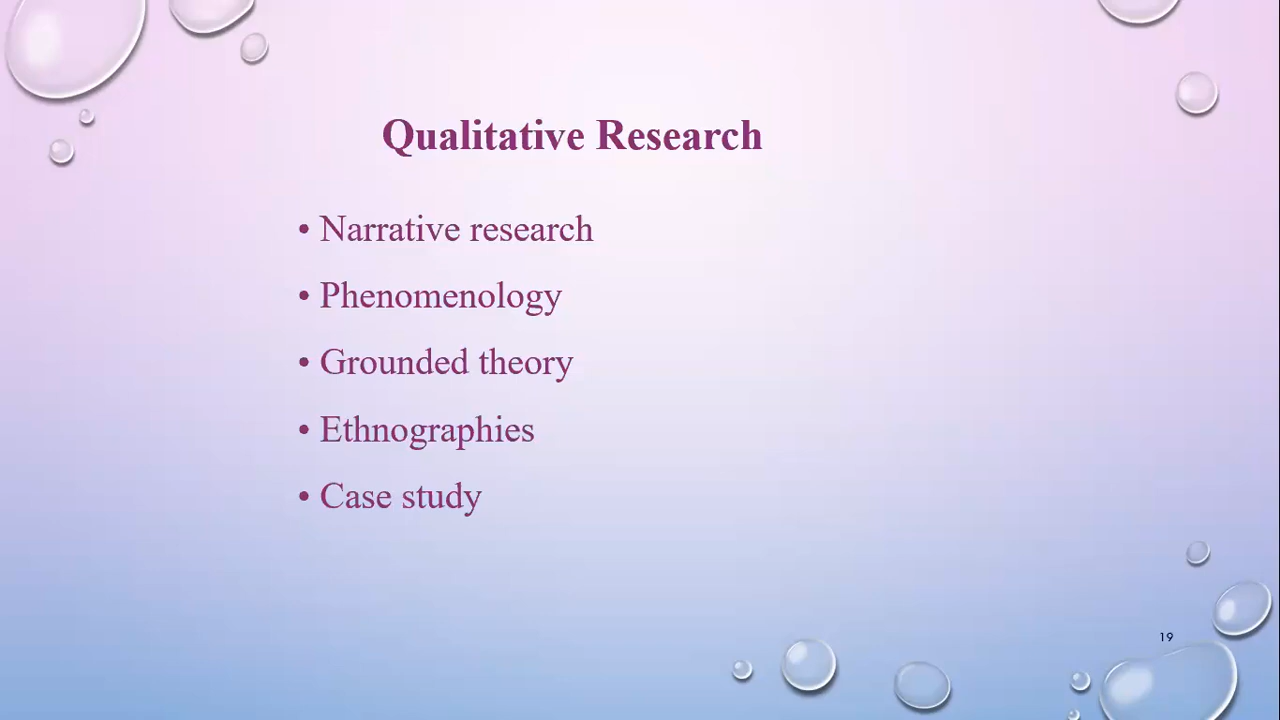 Qualitative Research
• Narrative research
• Phenomenology
• Grounded theory
• Ethnographies
• Case study
19